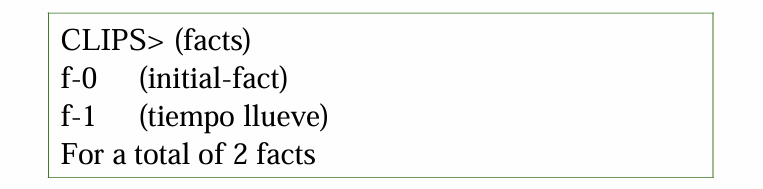 CLIPS> (facts)
f-0 (initial-fact)
f-1 (tiempo llueve)
For a total of 2 facts